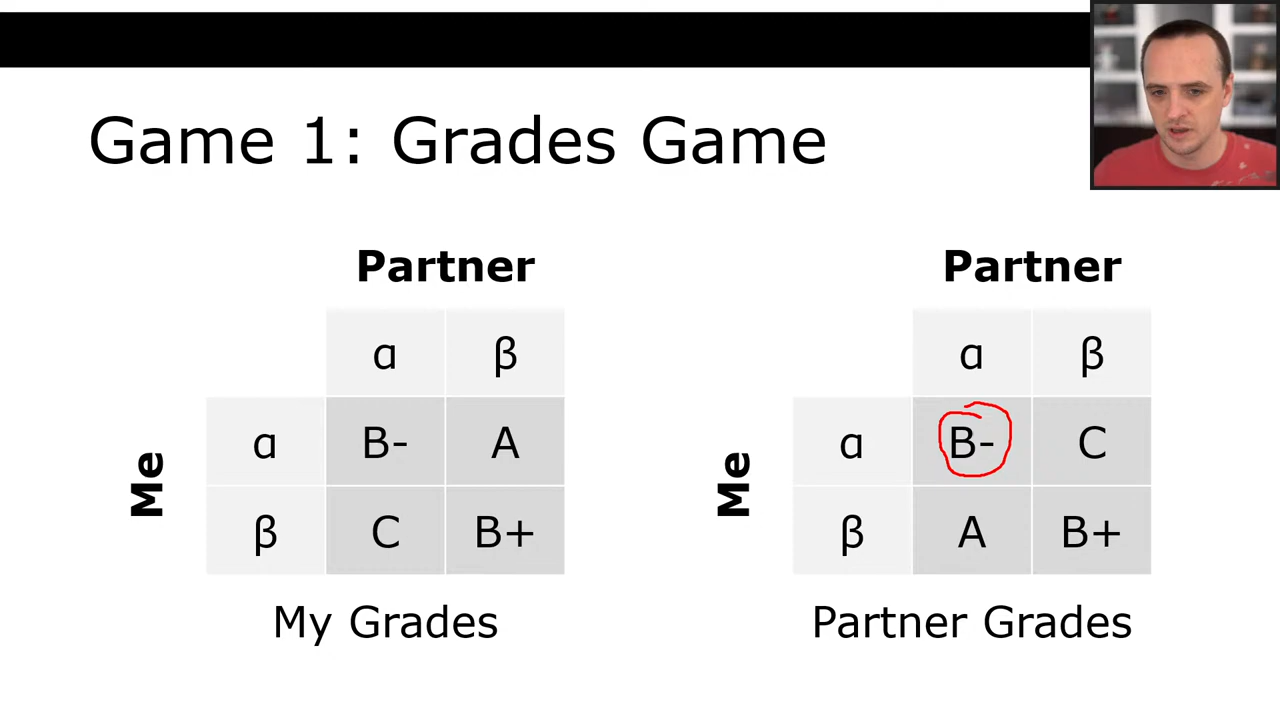 Game 1: Grades Game
Partner
α β
Me
α B- A
β C B+
My Grades
Partner
α β
Me
α B- C
β A B+
Partner Grades